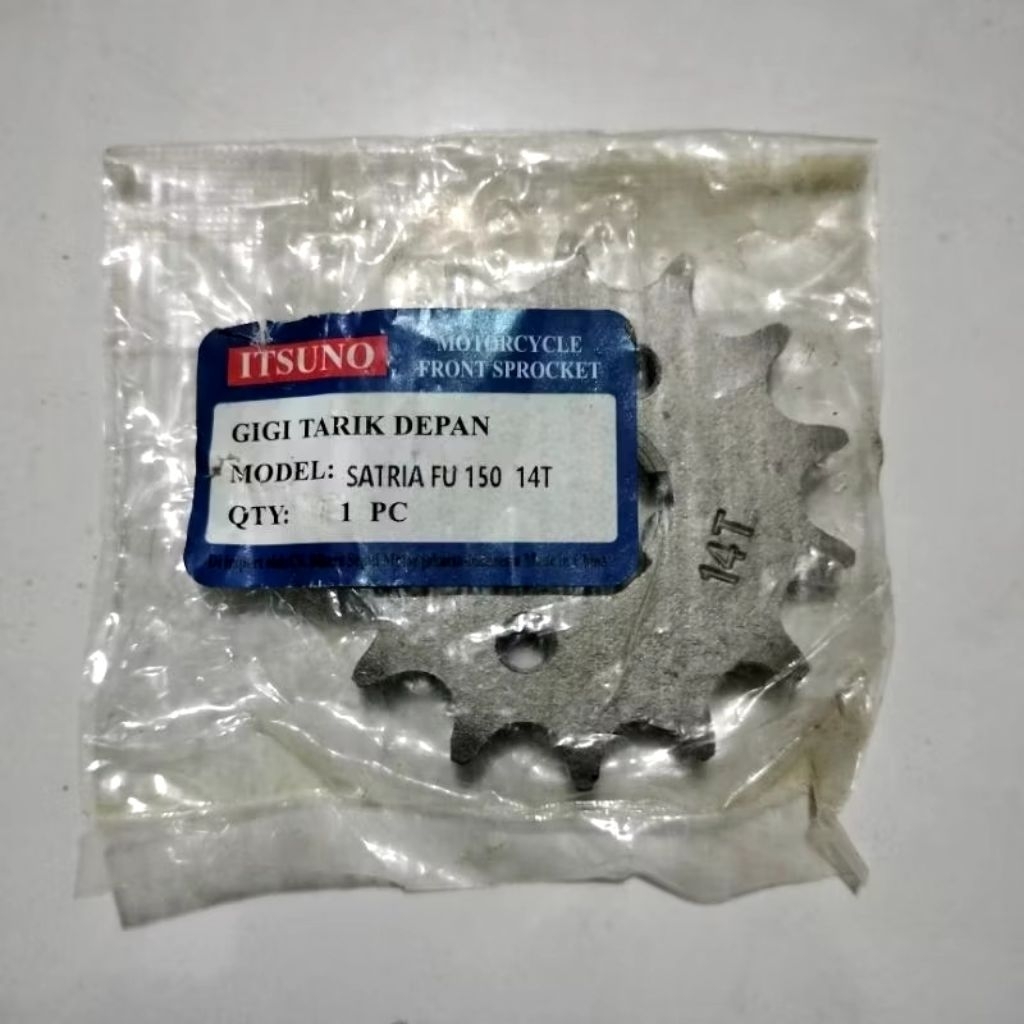 ITSUNO
MOTORCYCLE
FRONT SPROCKET
GIGI TARIK DEPAN
MODEL: SATRIA FU 150 14T
QTY: 1 PC
14T